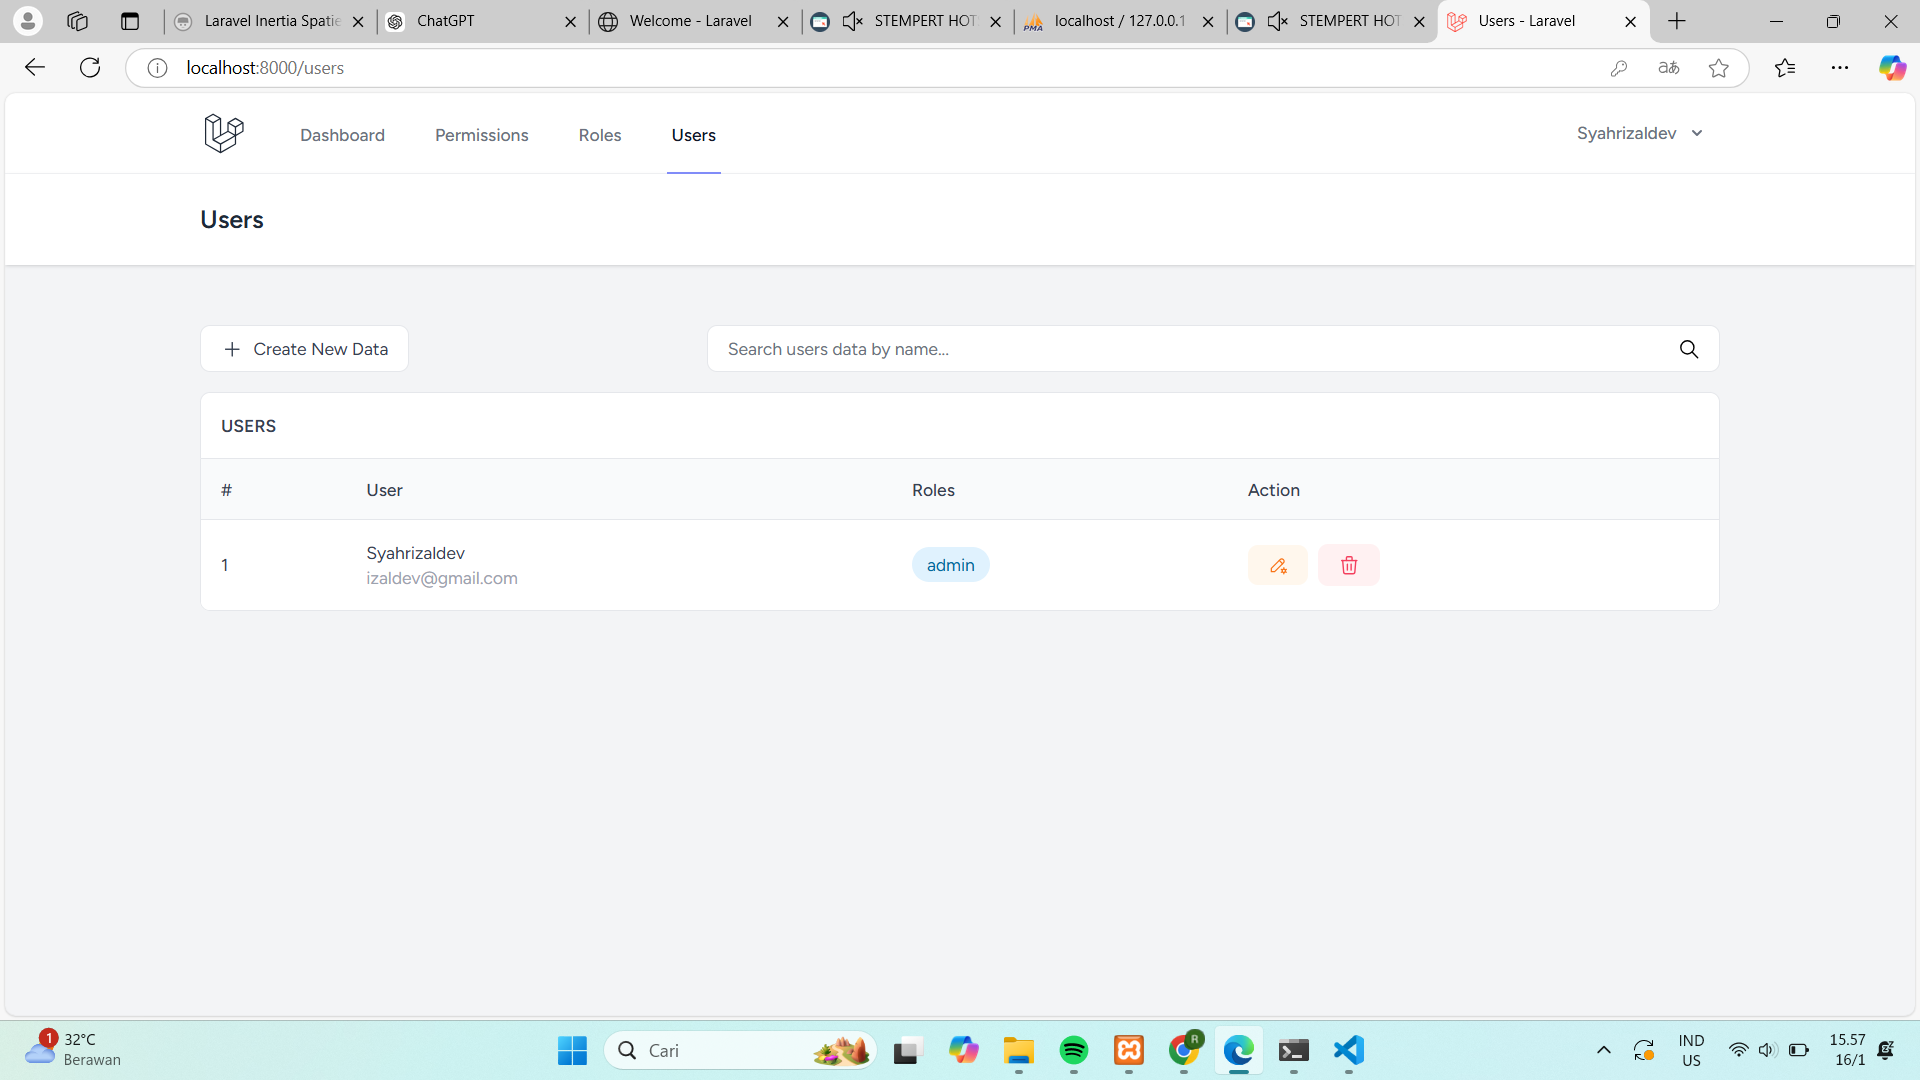 Laravel Inertia Spatie
ChatGPT
Welcome - Laravel
STEMPERT HOT
localhost / 127.0.0.1
STEMPERT HOT
Users - Laravel
localhost:8000/users
Dashboard
Permissions
Roles
Users
Syahrizaldev
Users
Create New Data
Search users data by name...
USERS
# User Roles Action
1 Syahrizaldev admin
izaldev@gmail.com
1
32°C
Berawan
Cari
R
IND
US
15.57
16/1